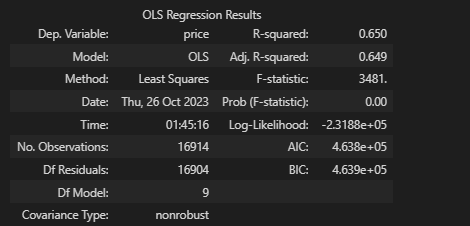 OLS Regression Results
Dep. Variable: price R-squared: 0.650
Model: OLS Adj. R-squared: 0.649
Method: Least Squares F-statistic: 3481.
Date: Thu, 26 Oct 2023 Prob (F-statistic): 0.00
Time: 01:45:16 Log-Likelihood: -2.3188e+05
No. Observations: 16914 AIC: 4.638e+05
Df Residuals: 16904 BIC: 4.639e+05
Df Model: 9
Covariance Type: nonrobust